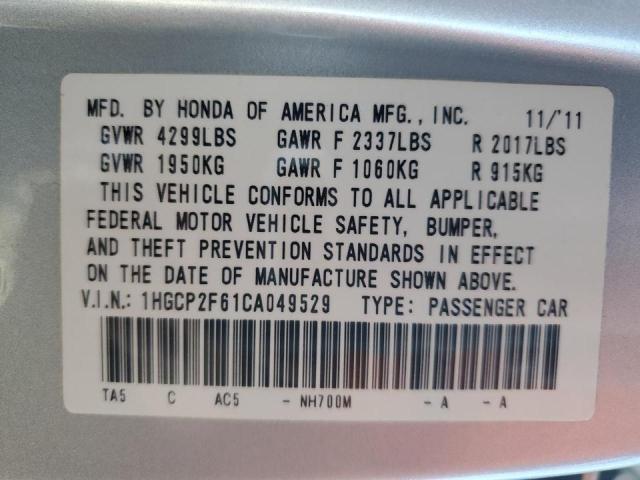 MFD. BY HONDA OF AMERICA MFG., INC. 11/'11
GVWR 4299LBS GAWR F 2337LBS R 2017LBS
GVWR 1950KG GAWR F 1060KG R 915KG
THIS VEHICLE CONFORMS TO ALL APPLICABLE
FEDERAL MOTOR VEHICLE SAFETY, BUMPER,
AND THEFT PREVENTION STANDARDS IN EFFECT
ON THE DATE OF MANUFACTURE SHOWN ABOVE.
V.I.N.: 1HGCP2F61CA049529 TYPE: PASSENGER CAR
TA5 C AC5 - NH700M - A - A